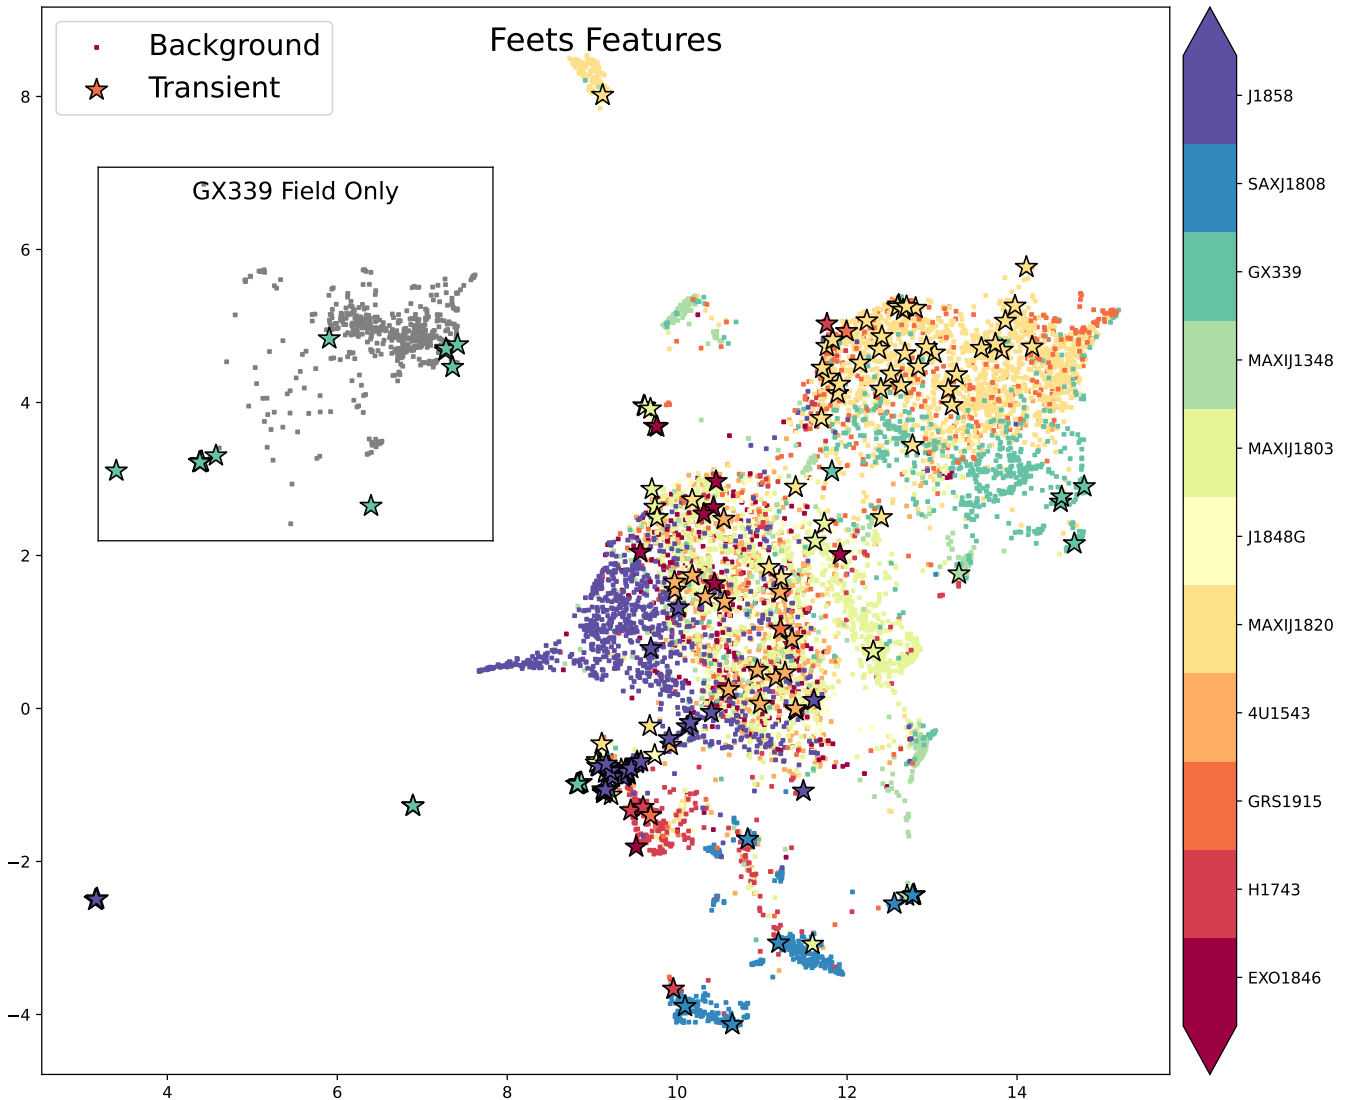 Feets Features
Background
Transient
GX339 Field Only
8
6
4
2
0
−2
−4
4
6
8
10
12
14
J1858
SAXJ1808
GX339
MAXIJ1348
MAXIJ1803
J1848G
MAXIJ1820
4U1543
GRS1915
H1743
EXO1846